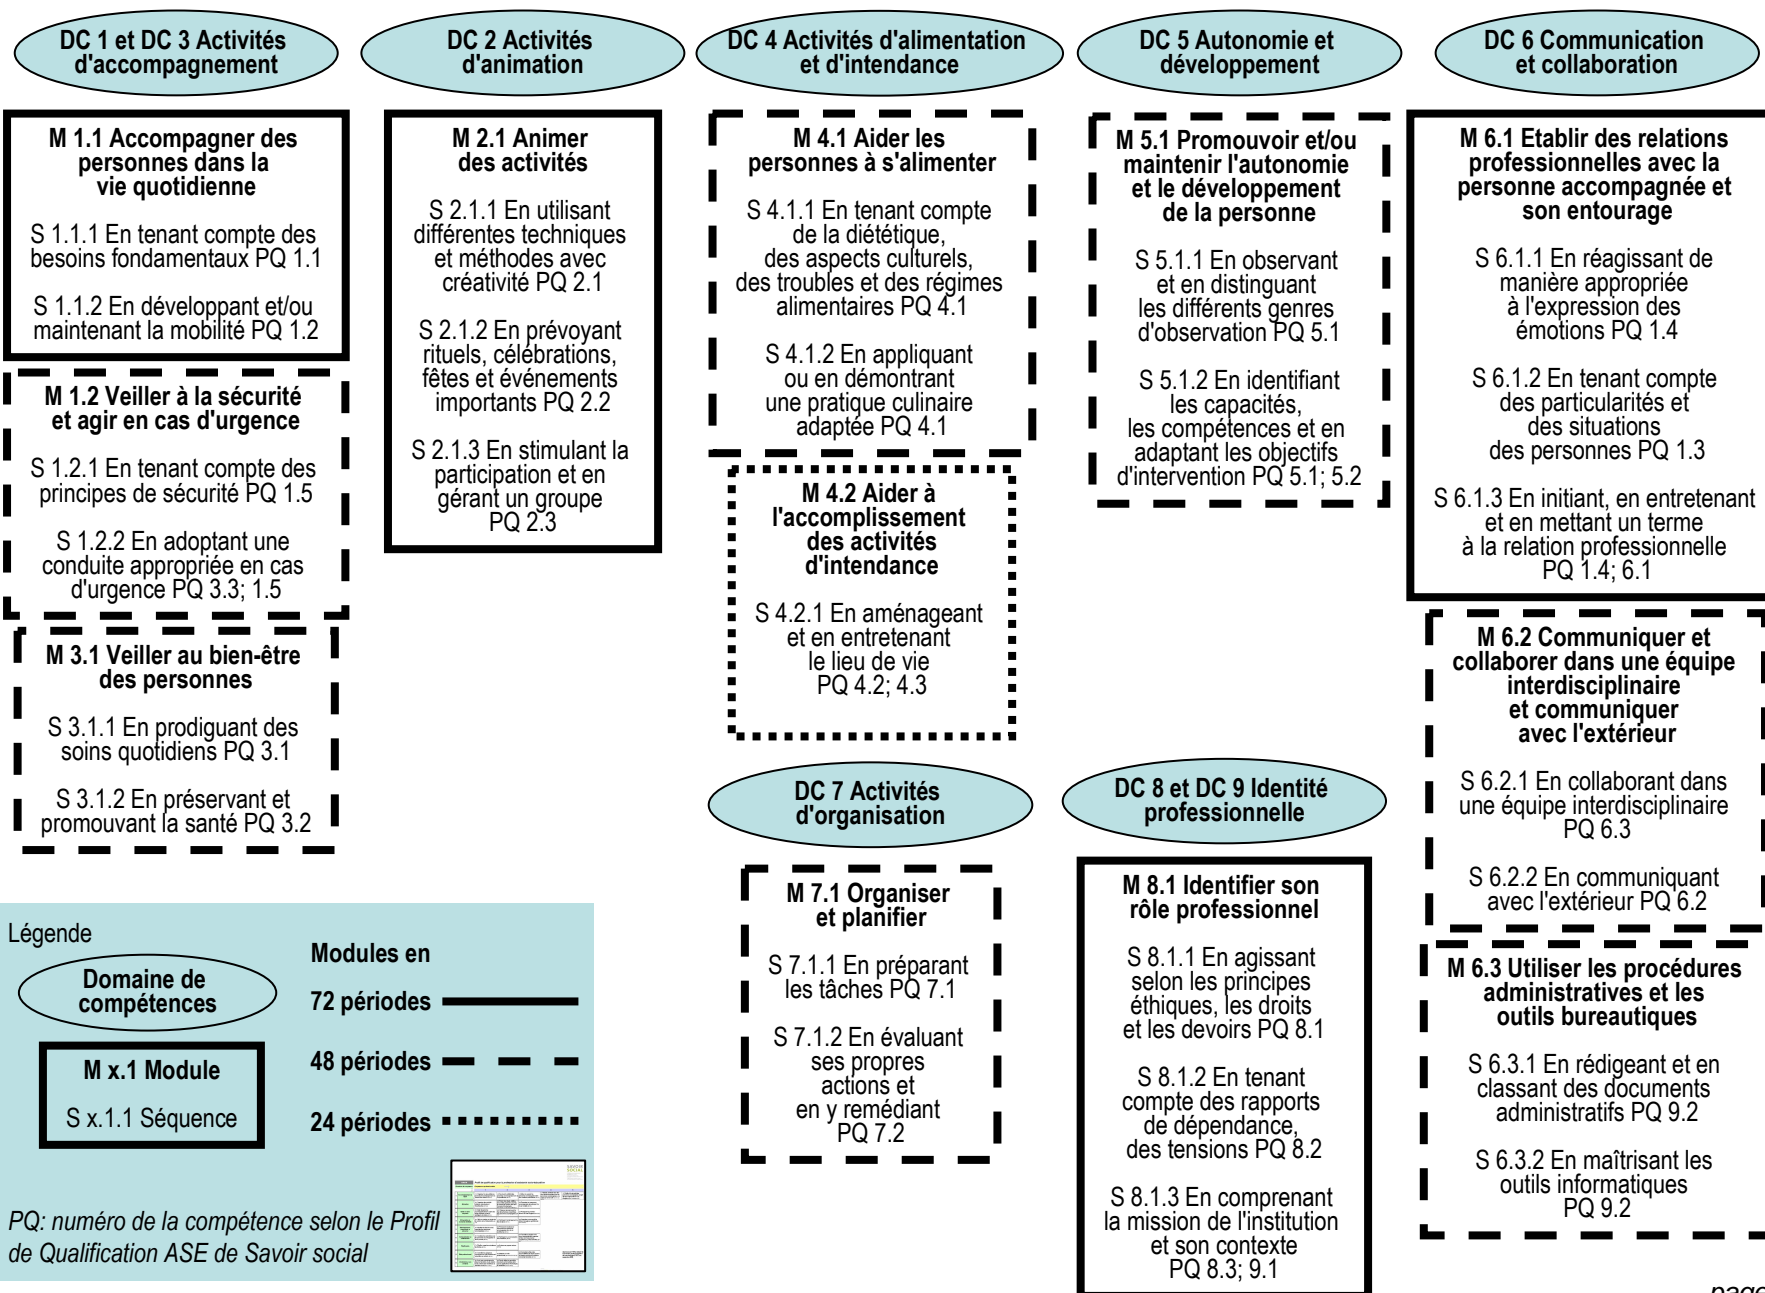 DC 1 et DC 3 Activités
d'accompagnement
M 1.1 Accompagner des
personnes dans la
vie quotidienne
S 1.1.1 En tenant compte des
besoins fondamentaux PQ 1.1
S 1.1.2 En développant et/ou
maintenant la mobilité PQ 1.2
M 1.2 Veiller à la sécurité
et agir en cas d'urgence
S 1.2.1 En tenant compte des
principes de sécurité PQ 1.5
S 1.2.2 En adoptant une
conduite appropriée en cas
d'urgence PQ 3.3; 1.5
M 3.1 Veiller au bien-être
des personnes
S 3.1.1 En prodiguant des
soins quotidiens PQ 3.1
S 3.1.2 En préservant et
promouvant la santé PQ 3.2
DC 2 Activités
d'animation
M 2.1 Animer
des activités
S 2.1.1 En utilisant
différentes techniques
et méthodes avec
créativité PQ 2.1
S 2.1.2 En prévoyant
rituels, célébrations,
fêtes et événements
importants PQ 2.2
S 2.1.3 En stimulant la
participation et en
gérant un groupe
PQ 2.3
DC 4 Activités d'alimentation
et d'intendance
M 4.1 Aider les
personnes à s'alimenter
S 4.1.1 En tenant compte
de la diététique,
des aspects culturels,
des troubles et des régimes
alimentaires PQ 4.1
S 4.1.2 En appliquant
ou en démontrant
une pratique culinaire
adaptée PQ 4.1
M 4.2 Aider à
l'accomplissement
des activités
d'intendance
S 4.2.1 En aménageant
et en entretenant
le lieu de vie
PQ 4.2; 4.3
DC 5 Autonomie et
développement
M 5.1 Promouvoir et/ou
maintenir l'autonomie
et le développement
de la personne
S 5.1.1 En observant
et en distinguant
les différents genres
d'observation PQ 5.1
S 5.1.2 En identifiant
les capacités,
les compétences et en
adaptant les objectifs
d'intervention PQ 5.1; 5.2
DC 6 Communication
et collaboration
M 6.1 Etablir des relations
professionnelles avec la
personne accompagnée et
son entourage
S 6.1.1 En réagissant de
manière appropriée
à l'expression des
émotions PQ 1.4
S 6.1.2 En tenant compte
des particularités et
des situations
des personnes PQ 1.3
S 6.1.3 En initiant, en entretenant
et en mettant un terme
à la relation professionnelle
PQ 1.4; 6.1
M 6.2 Communiquer et
collaborer dans une équipe
interdisciplinaire
et communiquer
avec l'extérieur
S 6.2.1 En collaborant dans
une équipe interdisciplinaire
PQ 6.3
S 6.2.2 En communiquant
avec l'extérieur PQ 6.2
M 6.3 Utiliser les procédures
administratives et les
outils bureautiques
S 6.3.1 En rédigeant et en
classant des documents
administratifs PQ 9.2
S 6.3.2 En maîtrisant les
outils informatiques
PQ 9.2
DC 7 Activités
d'organisation
M 7.1 Organiser
et planifier
S 7.1.1 En préparant
les tâches PQ 7.1
S 7.1.2 En évaluant
ses propres
actions et
en y remédiant
PQ 7.2
DC 8 et DC 9 Identité
professionnelle
M 8.1 Identifier son
rôle professionnel
S 8.1.1 En agissant
selon les principes
éthiques, les droits
et les devoirs PQ 8.1
S 8.1.2 En tenant
compte des rapports
de dépendance,
des tensions PQ 8.2
S 8.1.3 En comprenant
la mission de l'institution
et son contexte
PQ 8.3; 9.1
Légende
Domaine de
compétences
M x.1 Module
S x.1.1 Séquence
Modules en
72 périodes
48 périodes
24 périodes
PQ: numéro de la compétence selon le Profil
de Qualification ASE de Savoir social
page